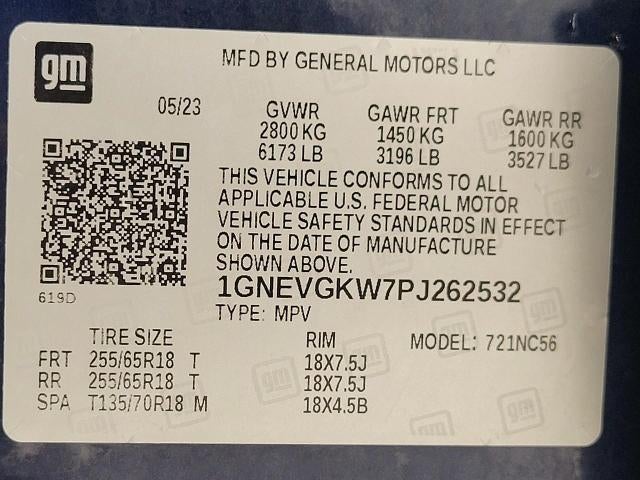 gm
MFD BY GENERAL MOTORS LLC
05/23 GVWR GAWR FRT GAWR RR
2800 KG 1450 KG 1600 KG
6173 LB 3196 LB 3527 LB
THIS VEHICLE CONFORMS TO ALL
APPLICABLE U.S. FEDERAL MOTOR
VEHICLE SAFETY STANDARDS IN EFFECT
ON THE DATE OF MANUFACTURE
SHOWN ABOVE.
619D
1GNEVGKW7PJ262532
TYPE: MPV
TIRE SIZE RIM MODEL: 721NC56
FRT 255/65R18 T 18X7.5J
RR 255/65R18 T 18X7.5J
SPA T135/70R18 M 18X4.5B